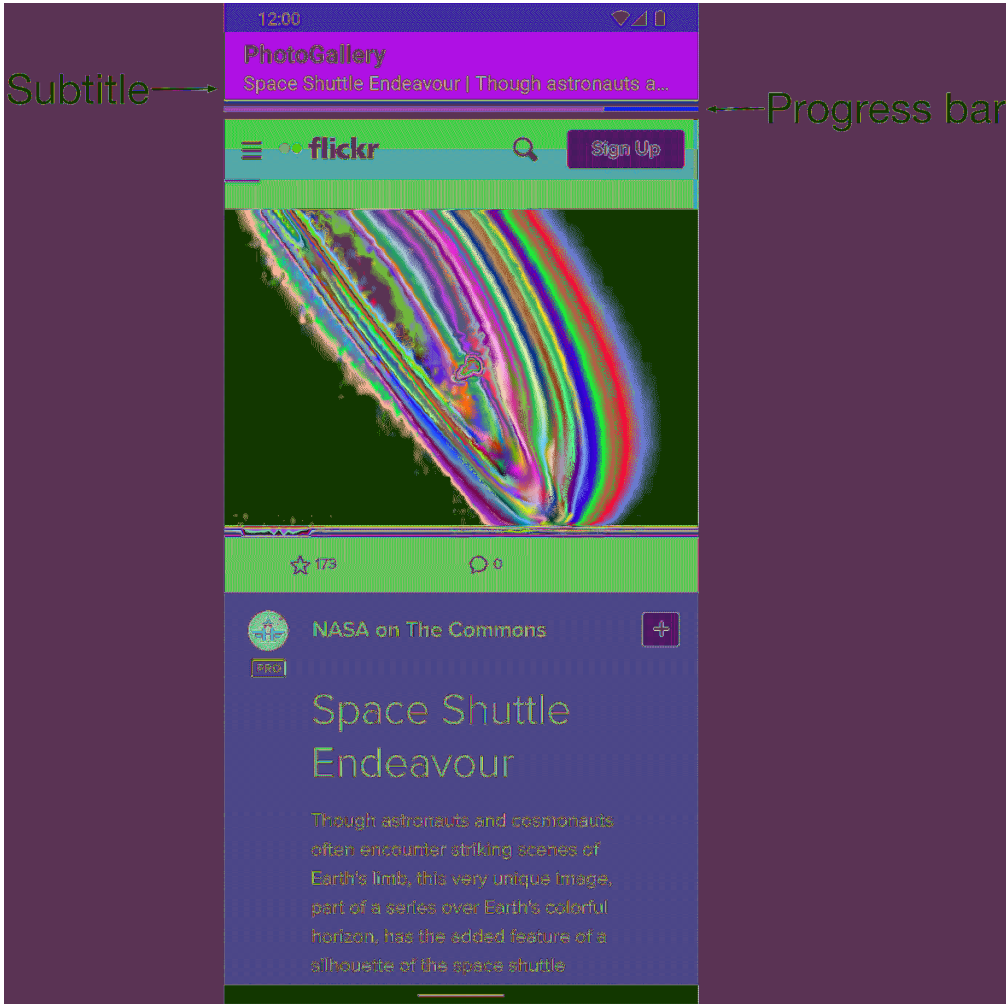 12:00
PhotoGallery
Space Shuttle Endeavour | Though astronauts a...
Subtitle
Progress bar
flickr
Sign Up
173
0
NASA on The Commons
PRO
Space Shuttle
Endeavour
Though astronauts and cosmonauts
often encounter striking scenes of
Earth's limb, this very unique image,
part of a series over Earth's colorful
horizon, has the added feature of a
silhouette of the space shuttle